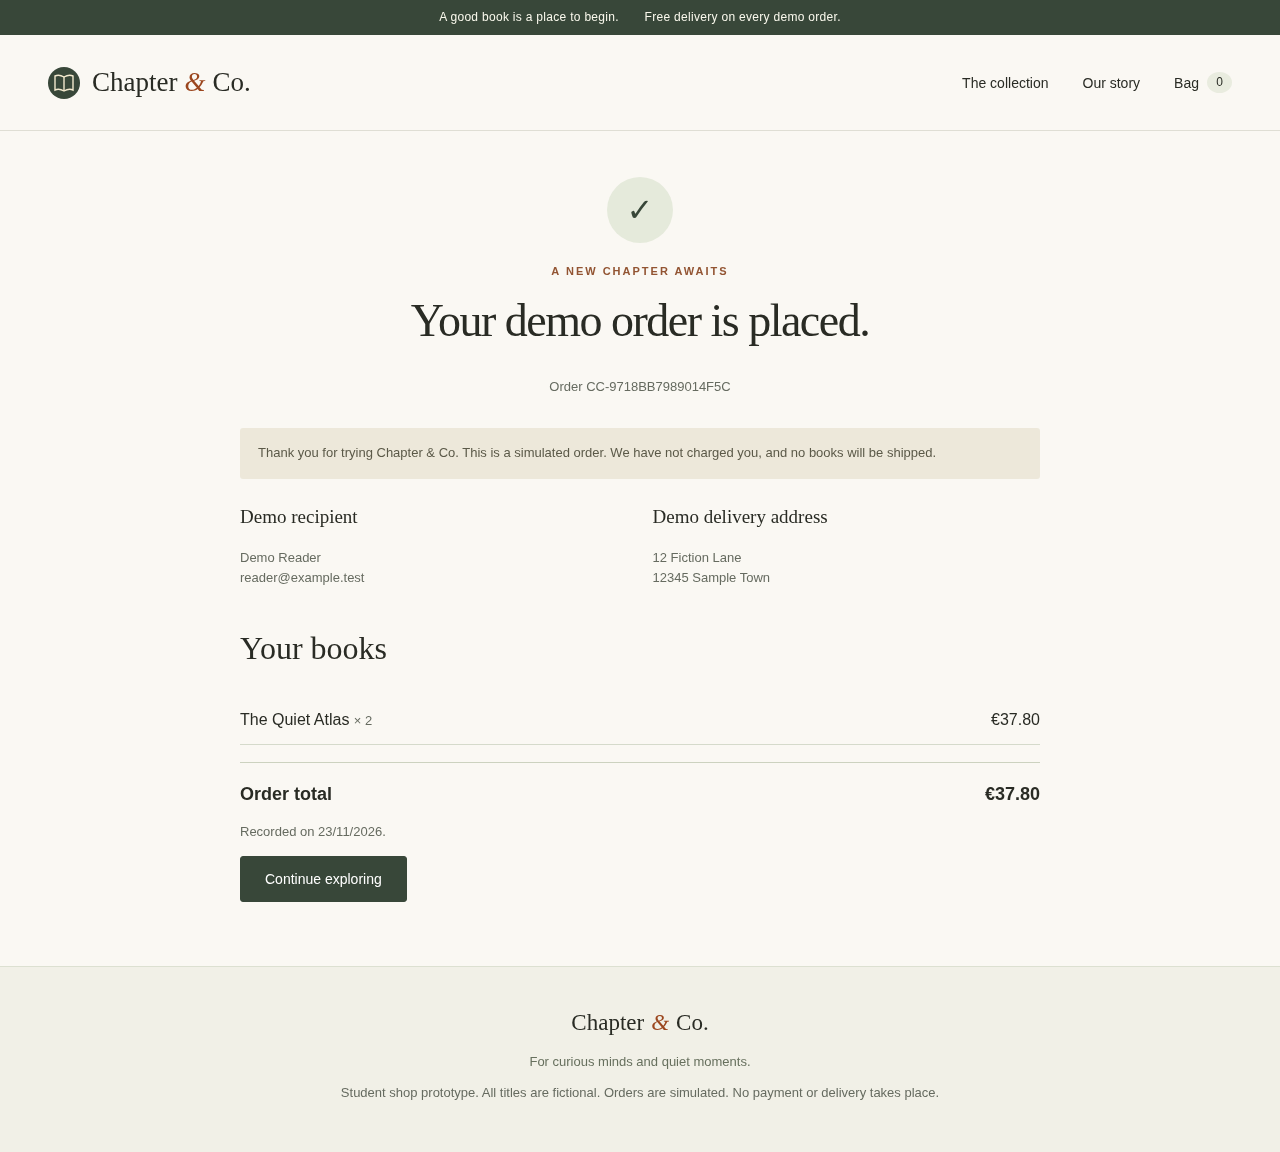 A good book is a place to begin. Free delivery on every demo order.
Chapter & Co.
The collection Our story Bag 0
✓
A NEW CHAPTER AWAITS
Your demo order is placed.
Order CC-9718BB7989014F5C
Thank you for trying Chapter & Co. This is a simulated order. We have not charged you, and no books will be shipped.
Demo recipient
Demo Reader
reader@example.test
Demo delivery address
12 Fiction Lane
12345 Sample Town
Your books
The Quiet Atlas × 2 €37.80
Order total €37.80
Recorded on 23/11/2026.
Continue exploring
Chapter & Co.
For curious minds and quiet moments.
Student shop prototype. All titles are fictional. Orders are simulated. No payment or delivery takes place.